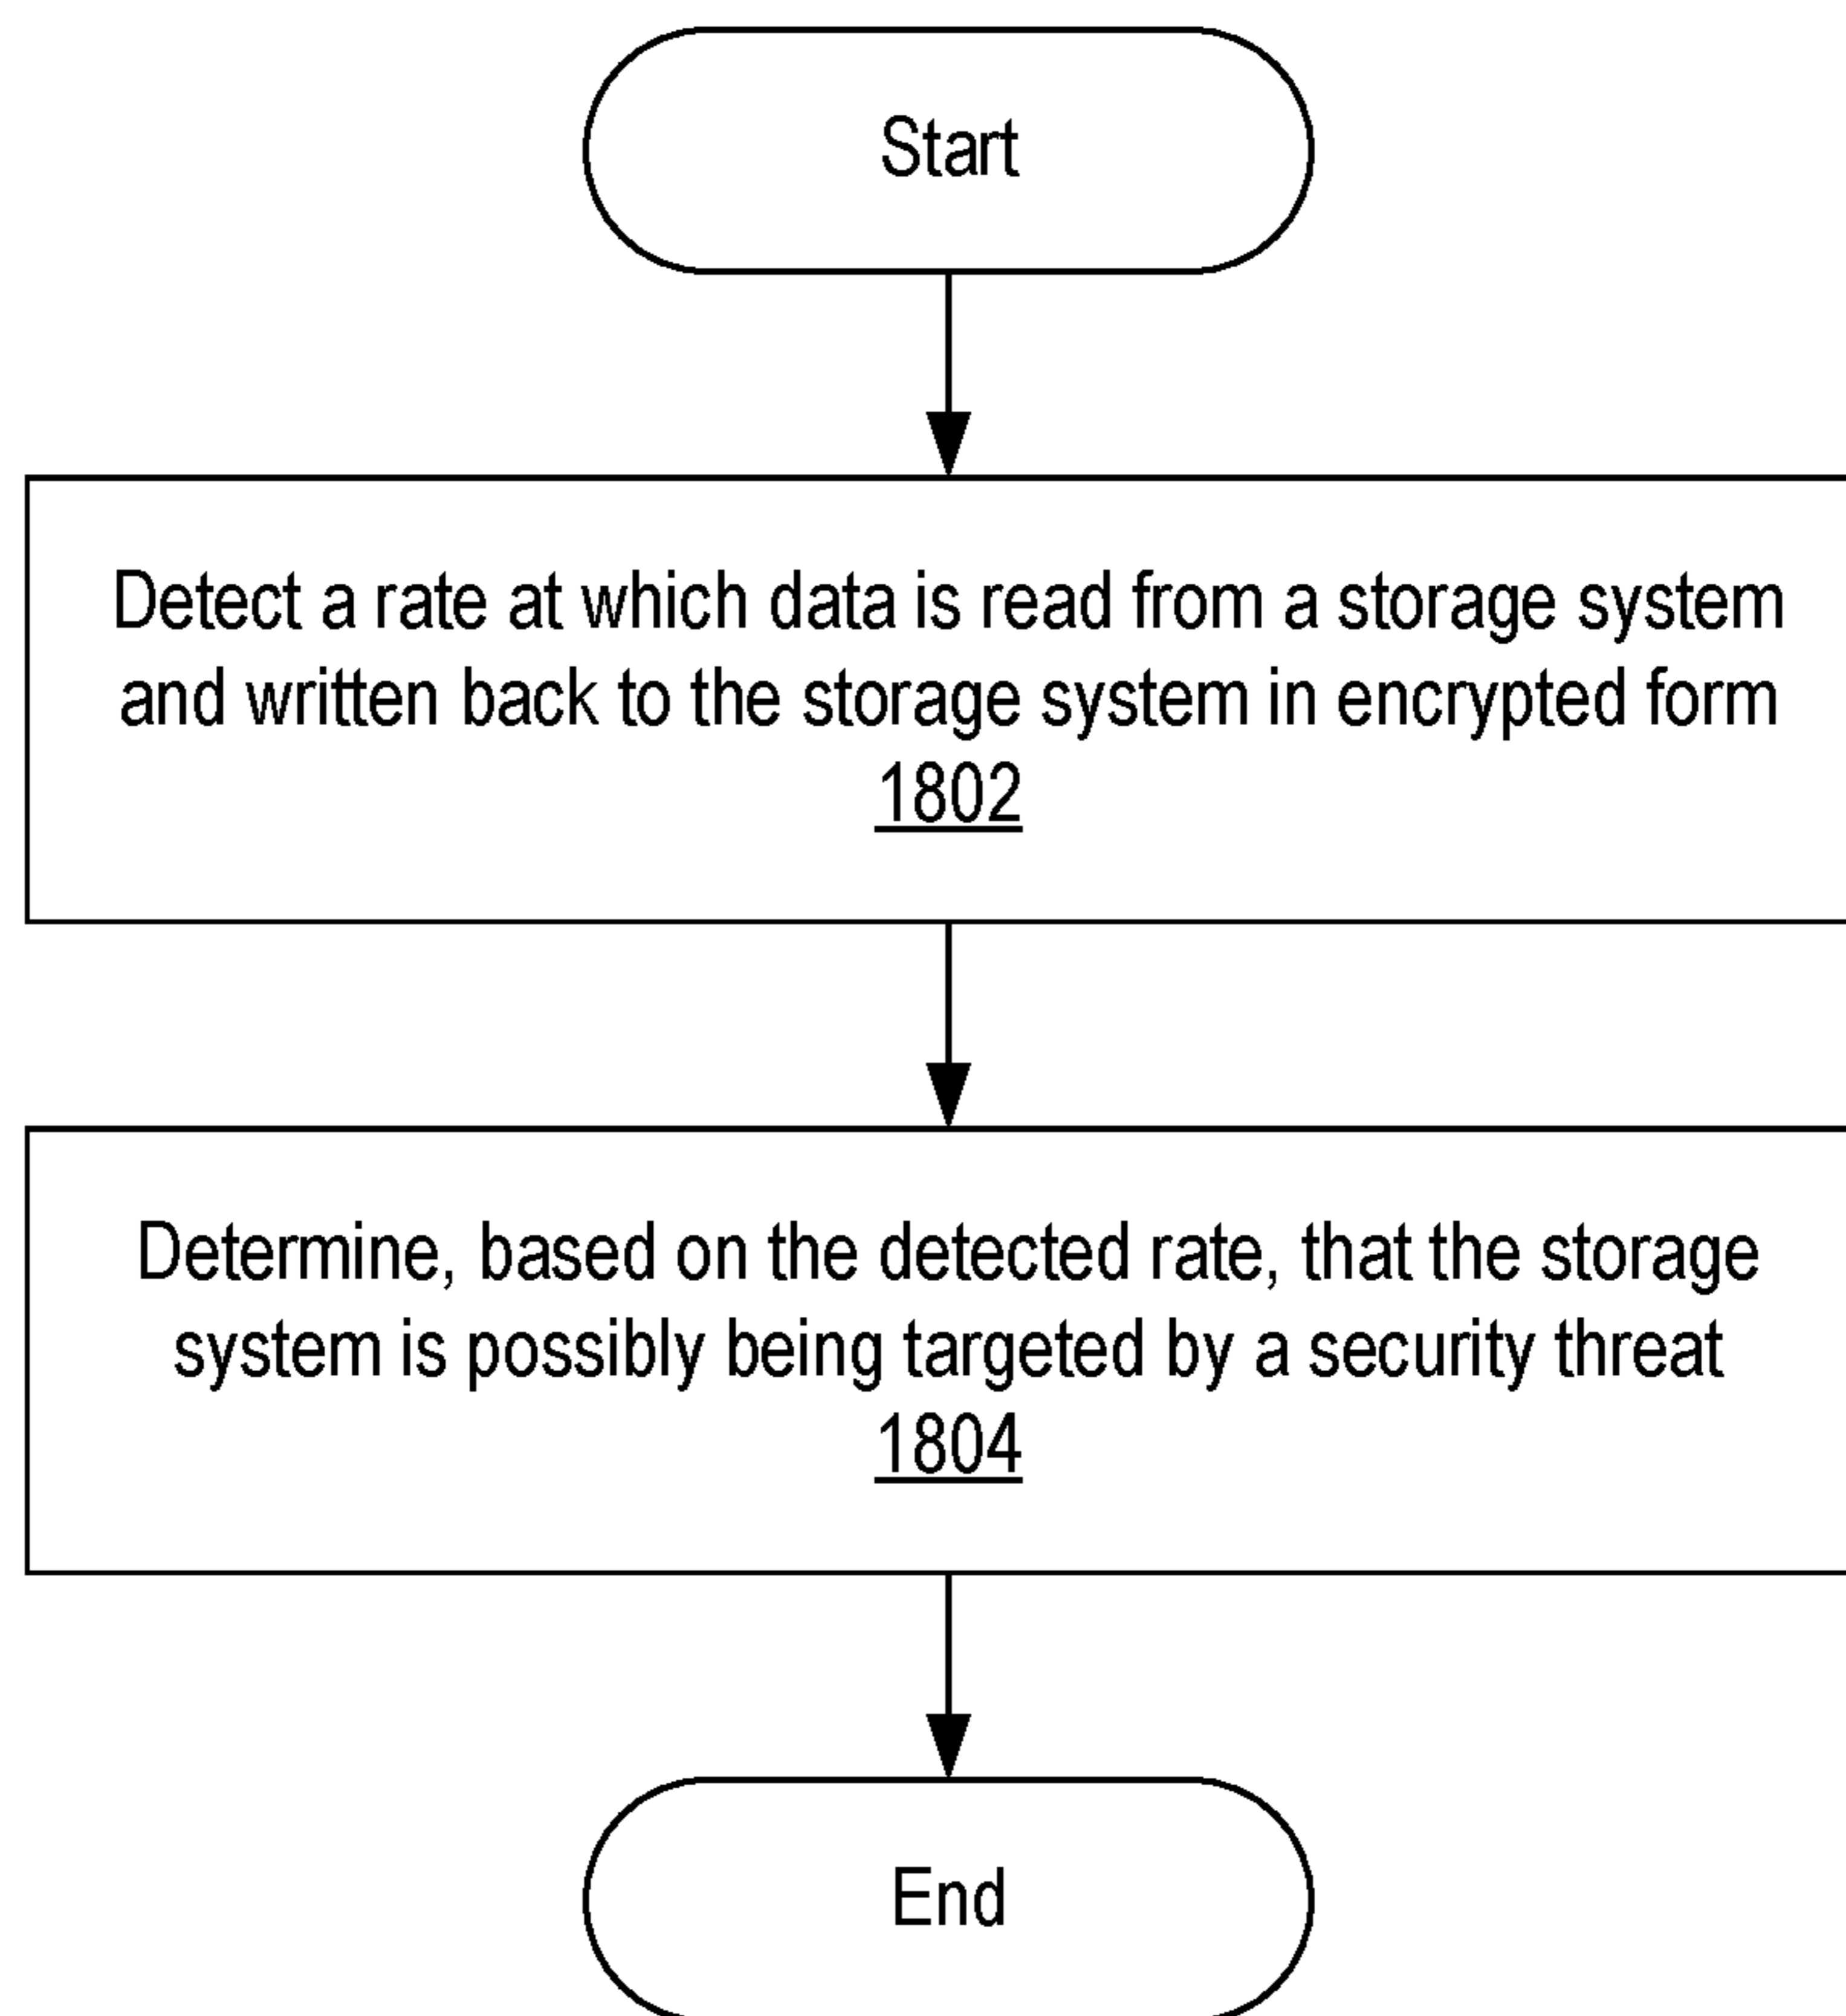 Start
Detect a rate at which data is read from a storage system
and written back to the storage system in encrypted form
1802
Determine, based on the detected rate, that the storage
system is possibly being targeted by a security threat
1804
End